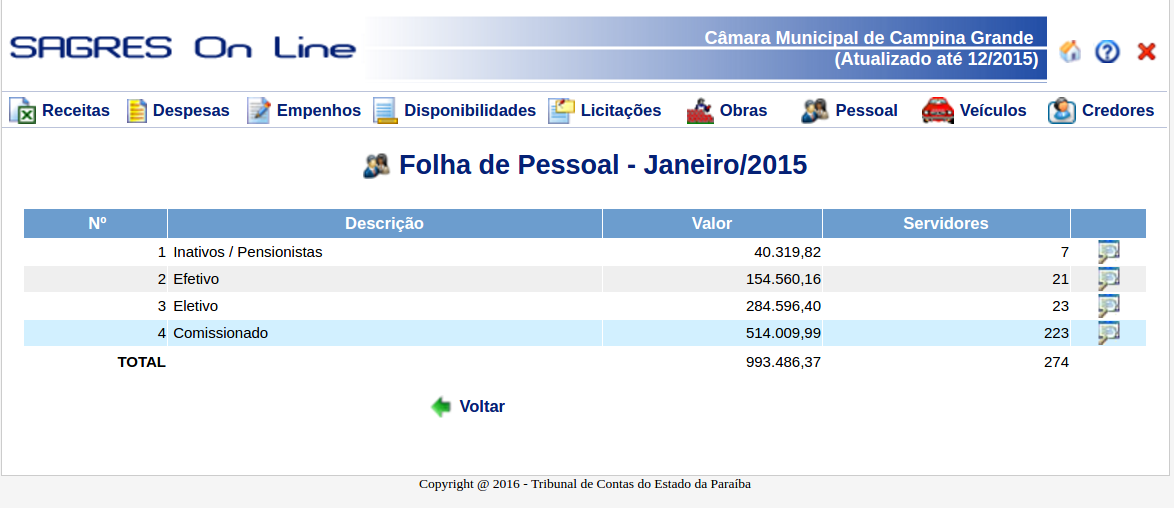 SAGRES On Line
Câmara Municipal de Campina Grande
(Atualizado até 12/2015)
Receitas Despesas Empenhos Disponibilidades Licitações Obras Pessoal Veículos Credores
Folha de Pessoal - Janeiro/2015
Nº Descrição Valor Servidores
1 Inativos / Pensionistas 40.319,82 7
2 Efetivo 154.560,16 21
3 Eletivo 284.596,40 23
4 Comissionado 514.009,99 223
TOTAL 993.486,37 274
Voltar
Copyright @ 2016 - Tribunal de Contas do Estado da Paraíba